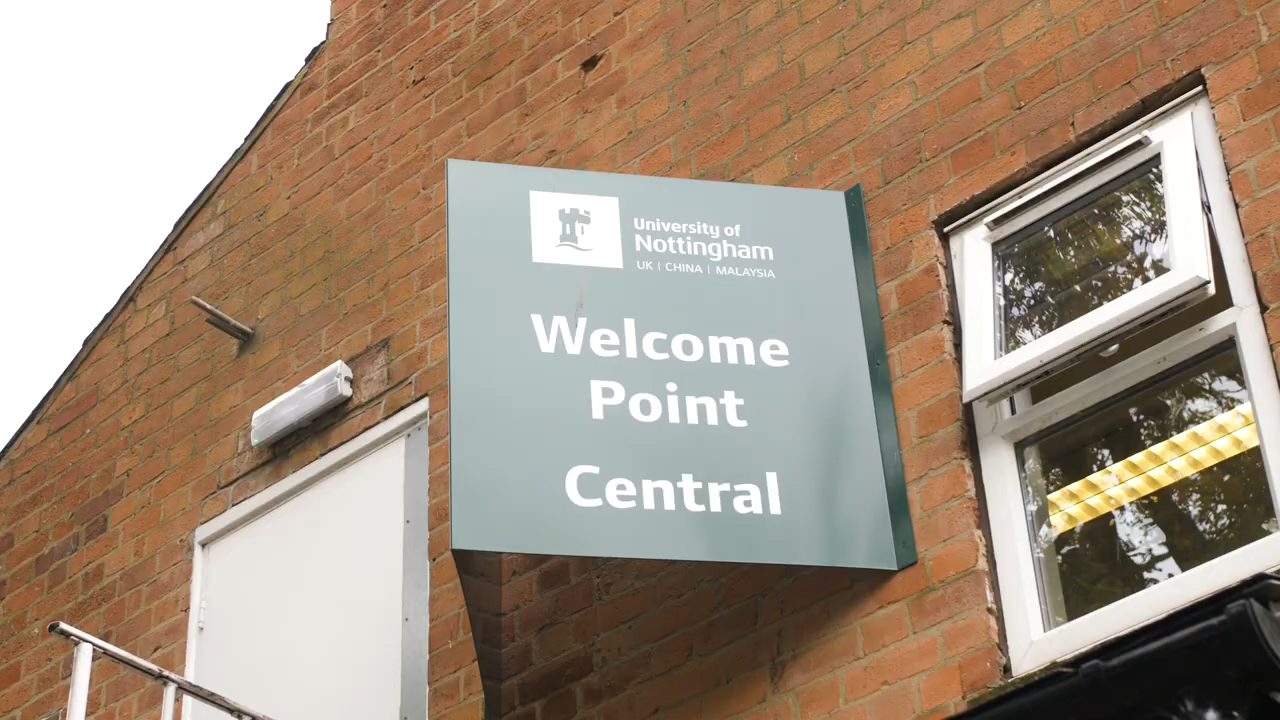 University of
Nottingham
UK | CHINA | MALAYSIA
Welcome
Point
Central